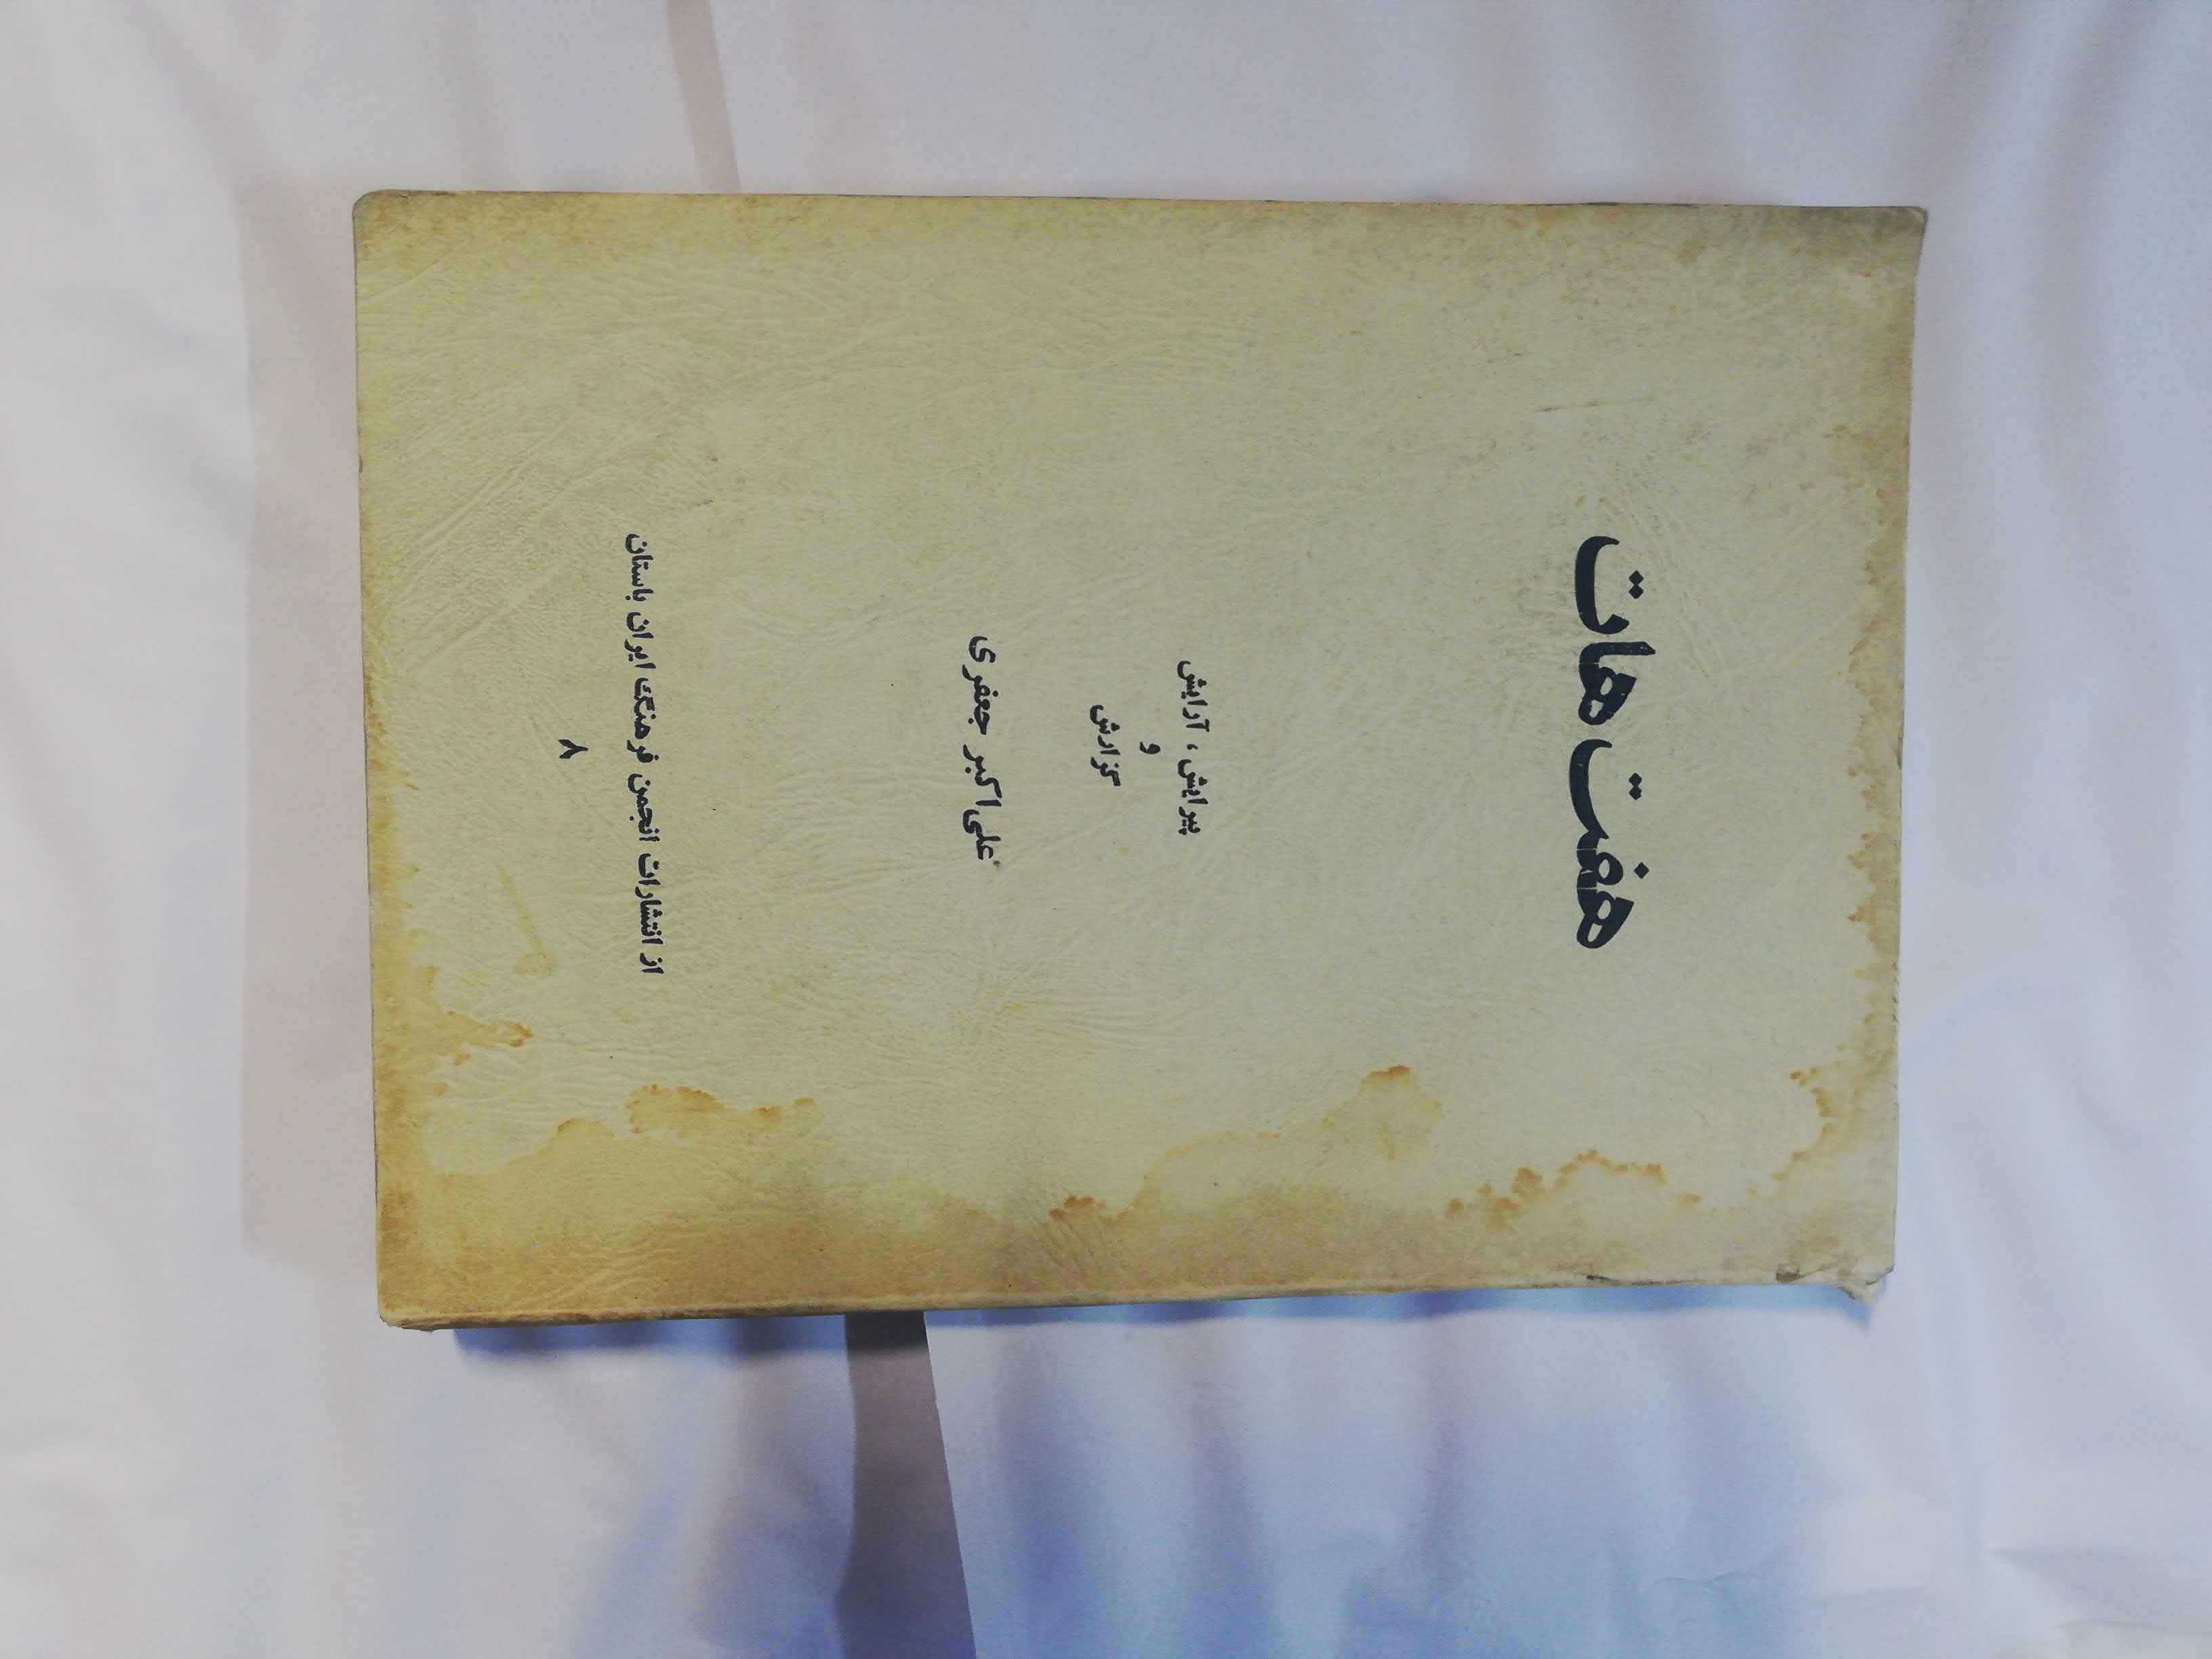 هفت هات
پیرایش ، آرایش
و
گزارش
علی‌اکبر جعفری
از انتشارات انجمن فرهنگ ایران باستان
۸